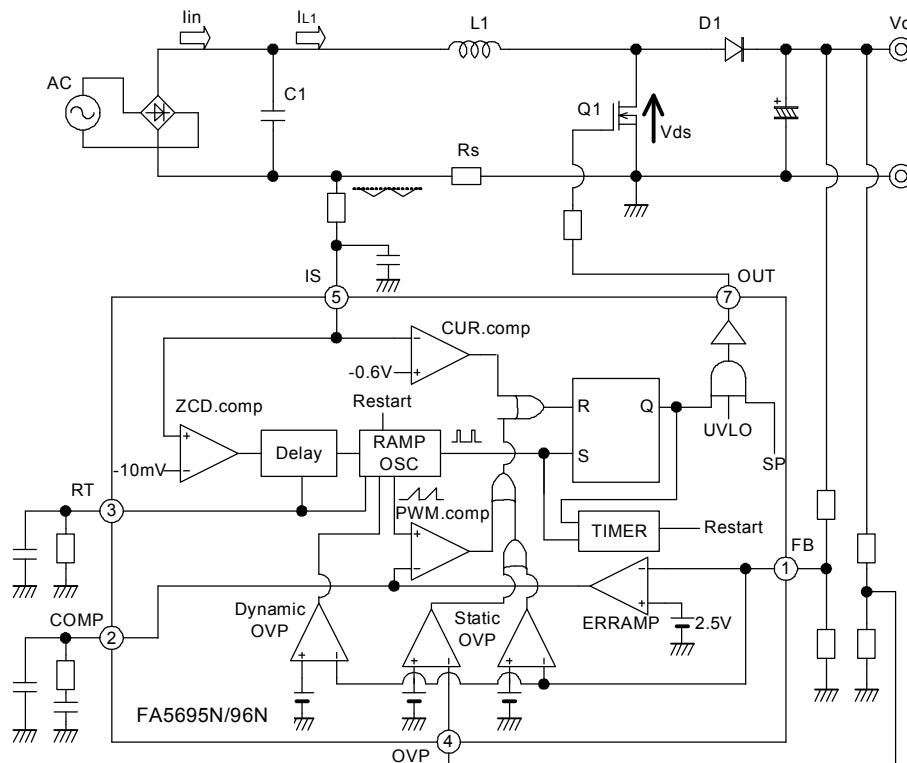 Iin
IL1
L1
D1
Vo
AC
C1
+
Q1
Vds
Rs
IS
5
OUT
7
CUR.comp
−
+
-0.6V
ZCD.comp
Restart
R
Q
+
−
-10mV
Delay
RAMP
OSC
S
UVLO
SP
RT
3
PWM.comp
+
−
TIMER
Restart
FB
1
COMP
2
Dynamic
OVP
Static
OVP
ERRAMP
−
+
2.5V
+
−
+
−
+
−
FA5695N/96N
4
OVP